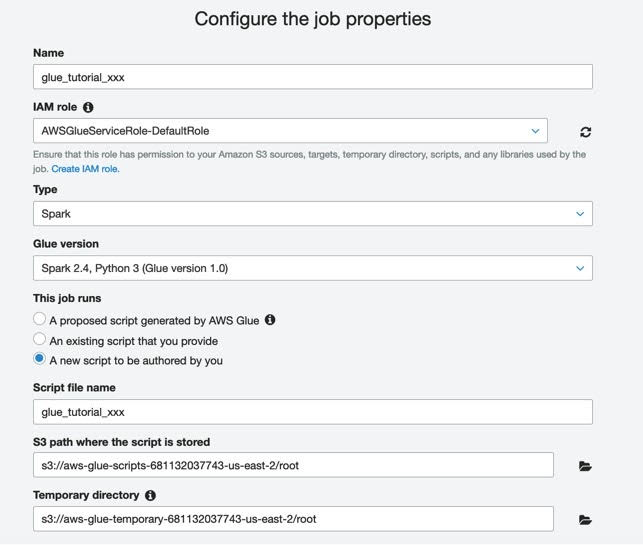 Configure the job properties
Name
glue_tutorial_xxx
IAM role
AWSGlueServiceRole-DefaultRole
Ensure that this role has permission to your Amazon S3 sources, targets, temporary directory, scripts, and any libraries used by the
job. Create IAM role.
Type
Spark
Glue version
Spark 2.4, Python 3 (Glue version 1.0)
This job runs
A proposed script generated by AWS Glue
An existing script that you provide
A new script to be authored by you
Script file name
glue_tutorial_xxx
S3 path where the script is stored
s3://aws-glue-scripts-681132037743-us-east-2/root
Temporary directory
s3://aws-glue-temporary-681132037743-us-east-2/root